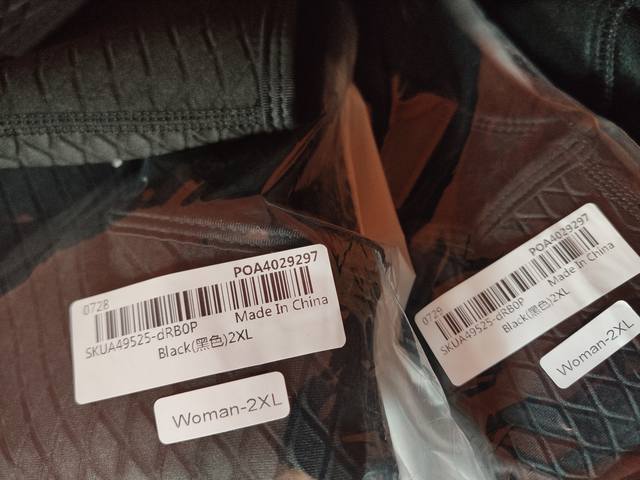 POA4029297
0728
SKUA49525-dRB0P
Made In China
Black(黑色)2XL
Woman-2XL
POA4029297
0729
SKUA49525-dRB0P
Made In China
Black(黑色)2XL
Woman-2XL